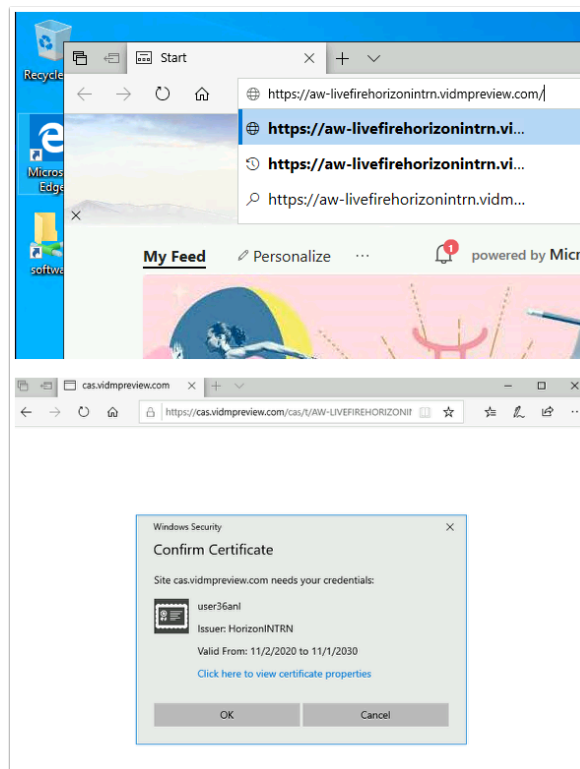 Start
Recycle
https://aw-livefirehorizonintrn.vidmpreview.com/
https://aw-livefirehorizonintrn.vi...
Micros
Edge
https://aw-livefirehorizonintrn.vi...
https://aw-livefirehorizonintrn.vidm...
softwa
My Feed
Personalize
...
1
powered by Micr
cas.vidmpreview.com
https://cas.vidmpreview.com/cas/t/AW-LIVEFIREHORIZONIN
Windows Security
Confirm Certificate
Site cas.vidmpreview.com needs your credentials:
user36anl
Issuer: HorizonINTRN
Valid From: 11/2/2020 to 11/1/2030
Click here to view certificate properties
OK
Cancel